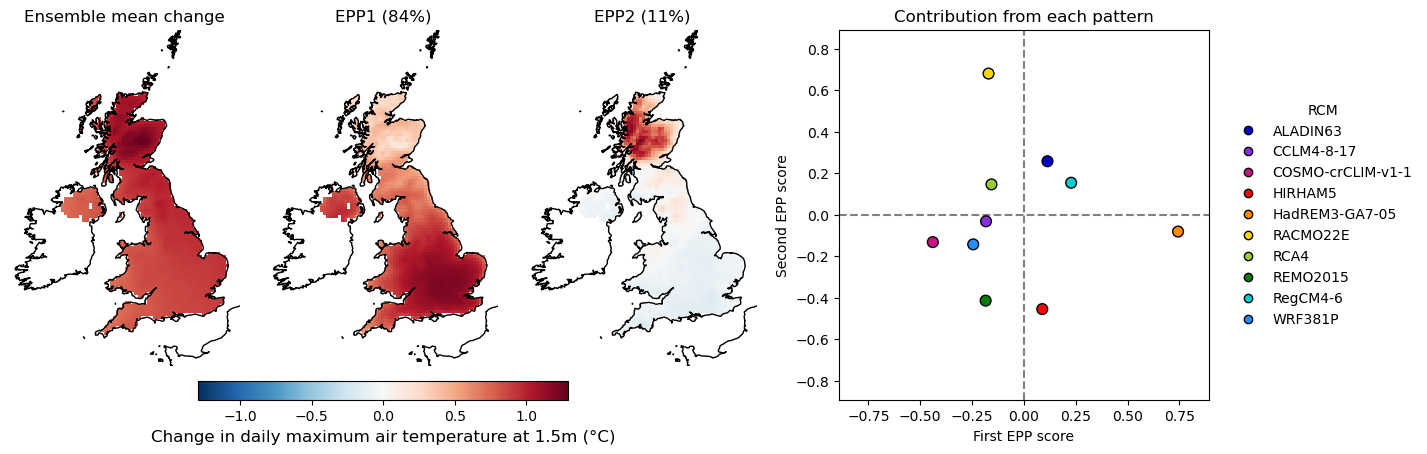 Ensemble mean change
EPP1 (84%)
EPP2 (11%)
Contribution from each pattern
−1.0
−0.5
0.0
0.5
1.0
Change in daily maximum air temperature at 1.5m (°C)
Second EPP score
0.8
0.6
0.4
0.2
0.0
−0.2
−0.4
−0.6
−0.8
−0.75
−0.50
−0.25
0.00
0.25
0.50
0.75
First EPP score
RCM
ALADIN63
CCLM4-8-17
COSMO-crCLIM-v1-1
HIRHAM5
HadREM3-GA7-05
RACMO22E
RCA4
REMO2015
RegCM4-6
WRF381P